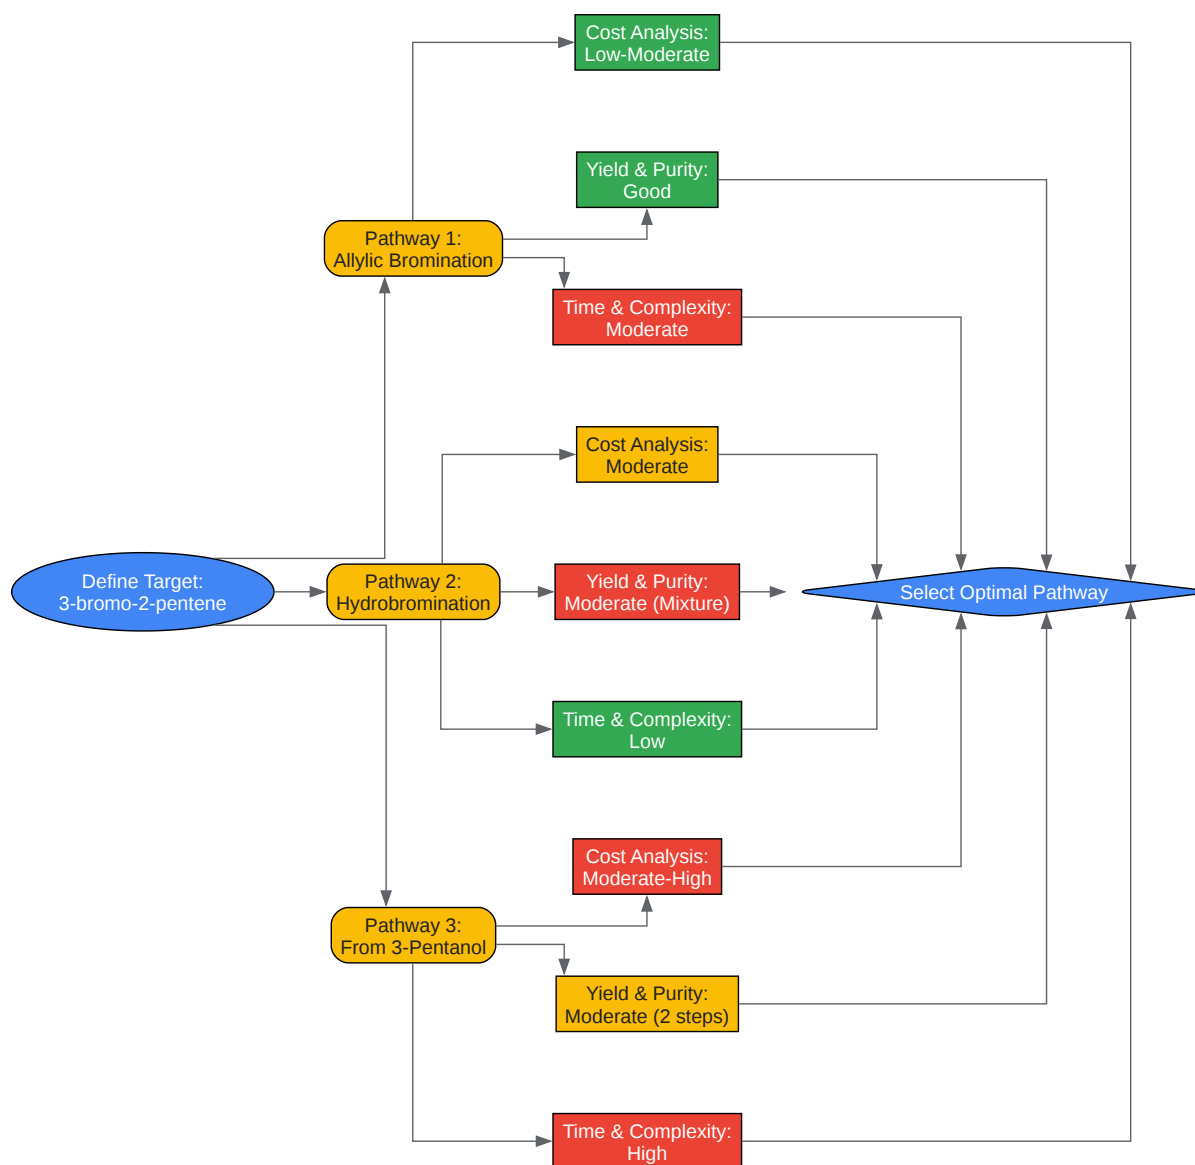 Cost Analysis:
Low-Moderate
Yield & Purity:
Good
Pathway 1:
Allylic Bromination
Time & Complexity:
Moderate
Cost Analysis:
Moderate
Define Target:
3-bromo-2-pentene
Pathway 2:
Hydrobromination
Yield & Purity:
Moderate (Mixture)
Select Optimal Pathway
Time & Complexity:
Low
Cost Analysis:
Moderate-High
Pathway 3:
From 3-Pentanol
Yield & Purity:
Moderate (2 steps)
Time & Complexity:
High